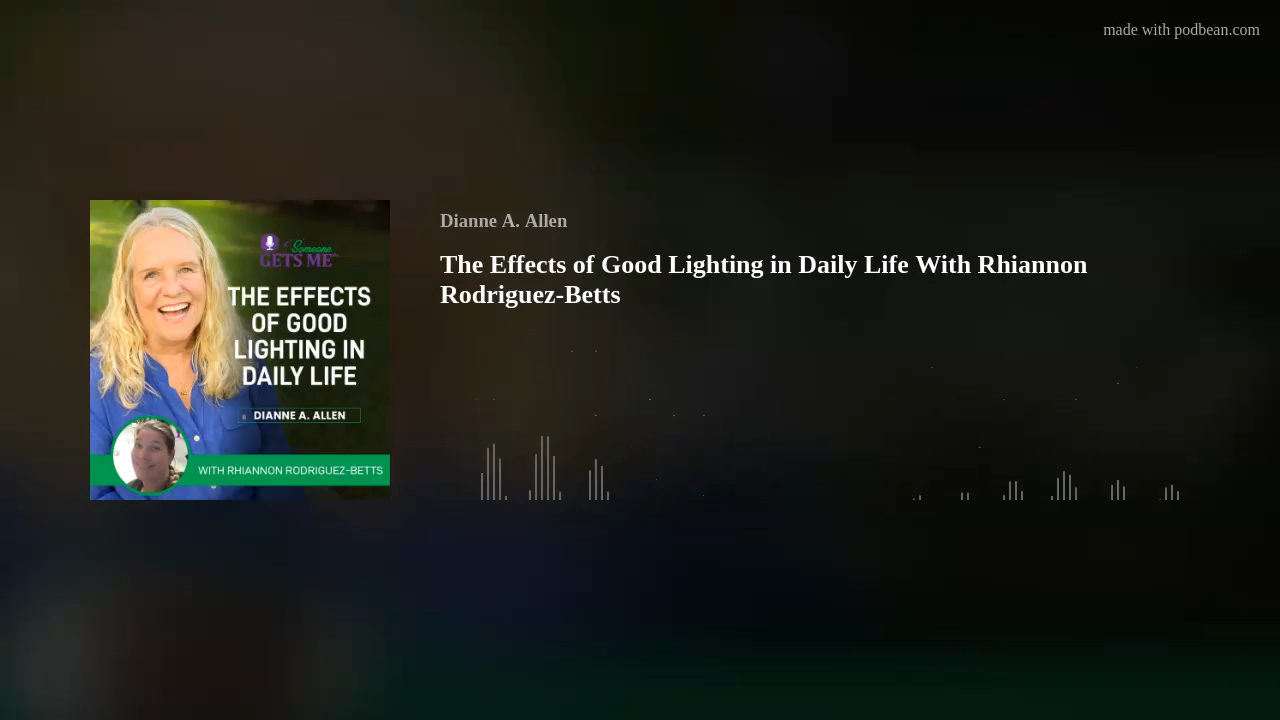 made with podbean.com
Dianne A. Allen
The Effects of Good Lighting in Daily Life With Rhiannon
Rodriguez-Betts
Someone
GETS ME
THE EFFECTS
OF GOOD
LIGHTING IN
DAILY LIFE
DIANNE A. ALLEN
WITH RHIANNON RODRIGUEZ-BETTS